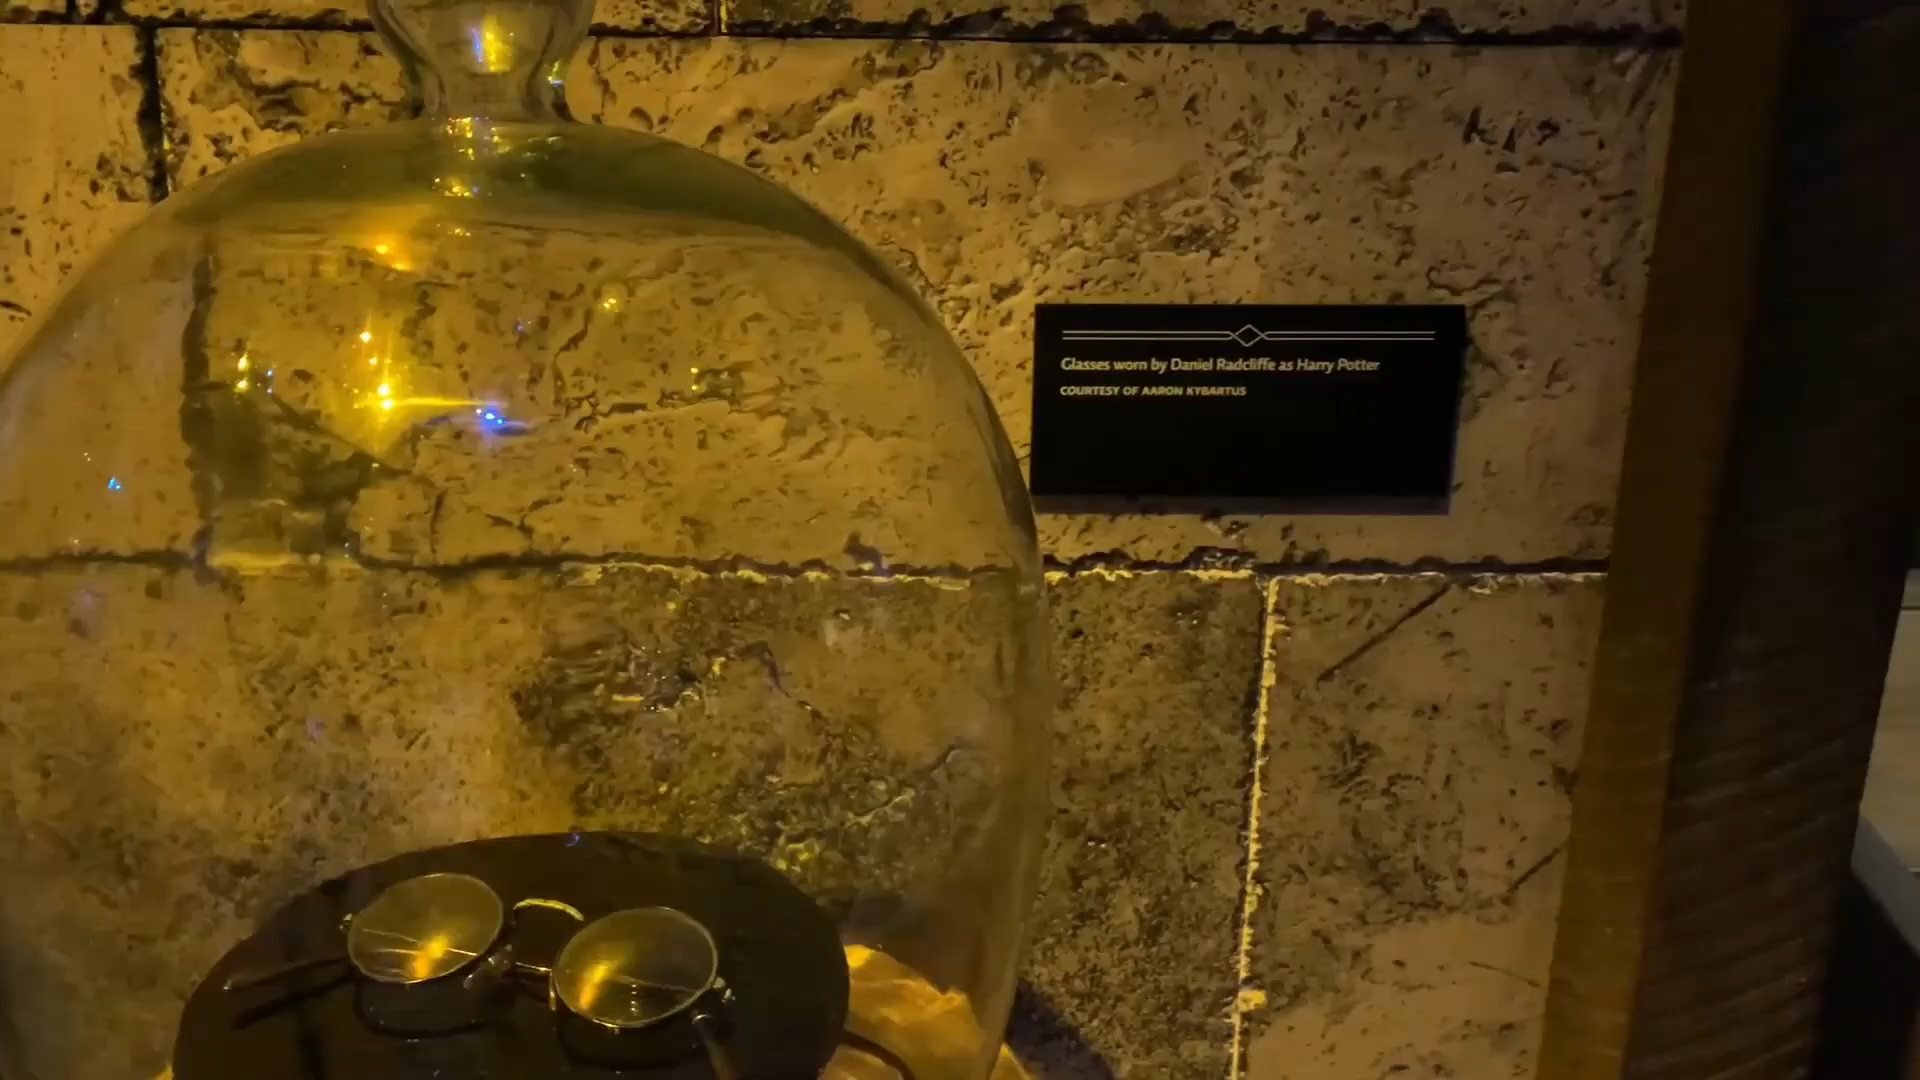 Glasses worn by Daniel Radcliffe as Harry Potter
COURTESY OF AARON KYBARTUS